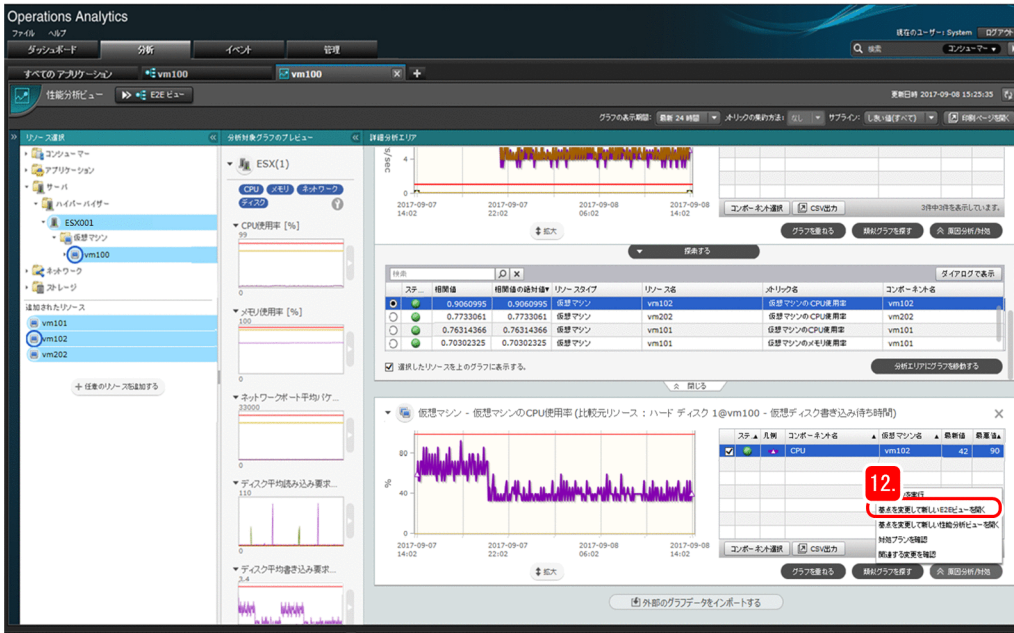 Operations Analytics
ファイル ヘルプ
現在のユーザー: System ログアウト
ダッシュボード 分析 イベント 管理
検索 コンシューマー
すべての アプリケーション vm100 vm100 x +
性能分析ビュー E2E ビュー 更新日時 2017-09-08 15:25:35
グラフの表示期間: 最新 24 時間 メトリックの集約方法: なし サブライン: しきい値(すべて) 印刷ページを開く
リソース選択
コンシューマー
アプリケーション
サーバ
ハイパーバイザー
ESX001
仮想マシン
vm100
ネットワーク
ストレージ
追加されたリソース
vm101
vm102
vm202
+ 任意のリソースを追加する
分析対象グラフのプレビュー
ESX(1)
CPU メモリ ネットワーク
ディスク
CPU使用率 [%]
99
0
メモリ使用率 [%]
100
0
ネットワークポート平均パケ...
33000
0
ディスク平均読み込み要求...
110
0
ディスク平均書き込み要求...
3.4
詳細分析エリア
s/sec
4
0
2017-09-07 14:02
2017-09-07 22:02
2017-09-08 06:02
2017-09-08 14:02
拡大
コンポーネント選択 CSV出力 3件中3件を表示しています。
グラフを重ねる 類似グラフを探す 原因分析/対処
探索する
検索 x ダイアログで表示
ステ... 相関値 相関値の絶対値 リソースタイプ リソース名 メトリック名 コンポーネント名
0.9060995 0.9060995 仮想マシン vm102 仮想マシンのCPU使用率 vm102
0.7733061 0.7733061 仮想マシン vm202 仮想マシンのCPU使用率 vm202
0.76314366 0.76314366 仮想マシン vm101 仮想マシンのCPU使用率 vm101
0.70302325 0.70302325 仮想マシン vm101 仮想マシンのメモリ使用率 vm101
選択したリソースを上のグラフに表示する。 分析エリアにグラフを移動する
閉じる
仮想マシン - 仮想マシンのCPU使用率 (比較元リソース : ハード ディスク 1@vm100 - 仮想ディスク書き込み待ち時間)
%
80
40
0
2017-09-07 14:02
2017-09-07 22:02
2017-09-08 06:02
2017-09-08 14:02
拡大
ステ... 凡例 コンポーネント名 仮想マシン名 最新値 最悪値
CPU vm102 42 90
12.
を実行
基点を変更して新しいE2Eビューを開く
基点を変更して新しい性能分析ビューを開く
対処プランを確認
関連する変更を確認
コンポーネント選択 CSV出力
グラフを重ねる 類似グラフを探す 原因分析/対処
外部のグラフデータをインポートする